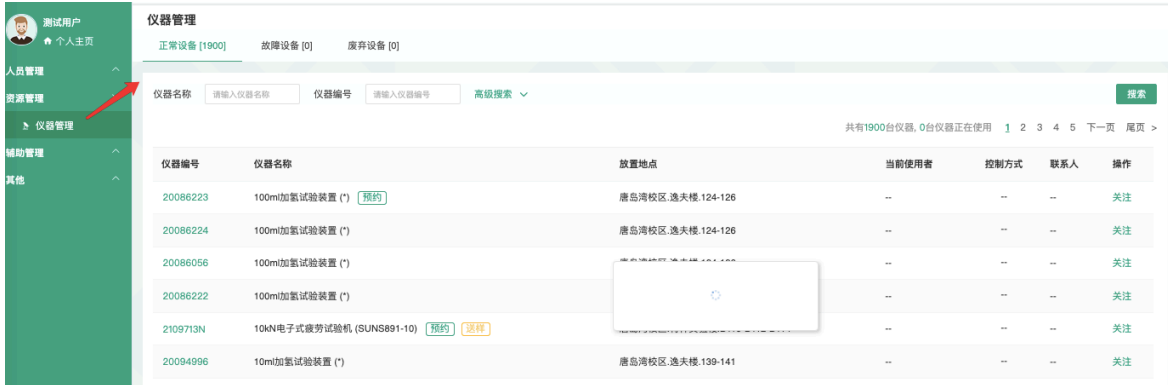 测试用户
个人主页
人员管理
资源管理
仪器管理
辅助管理
其他
仪器管理
正常设备 [1900] 故障设备 [0] 废弃设备 [0]
仪器名称 请输入仪器名称 仪器编号 请输入仪器编号 高级搜索 搜索
共有1900台仪器, 0台仪器正在使用 1 2 3 4 5 下一页 尾页 >
仪器编号 仪器名称 放置地点 当前使用者 控制方式 联系人 操作
20086223 100ml加氢试验装置 (*) 预约 唐岛湾校区.逸夫楼.124-126 -- -- -- 关注
20086224 100ml加氢试验装置 (*) 唐岛湾校区.逸夫楼.124-126 -- -- -- 关注
20086056 100ml加氢试验装置 (*) -- -- -- 关注
20086222 100ml加氢试验装置 (*) -- -- -- 关注
2109713N 10kN电子式疲劳试验机 (SUNS891-10) 预约 送样 -- -- -- 关注
20094996 10ml加氢试验装置 (*) 唐岛湾校区.逸夫楼.139-141 -- -- -- 关注